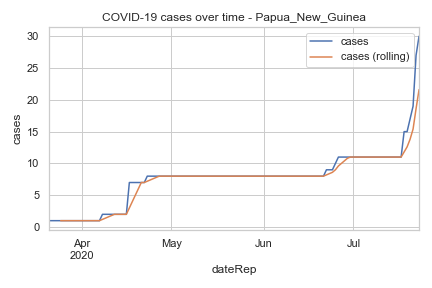 COVID-19 cases over time - Papua_New_Guinea
cases
cases (rolling)
cases
30
25
20
15
10
5
0
Apr
2020
May
Jun
Jul
dateRep